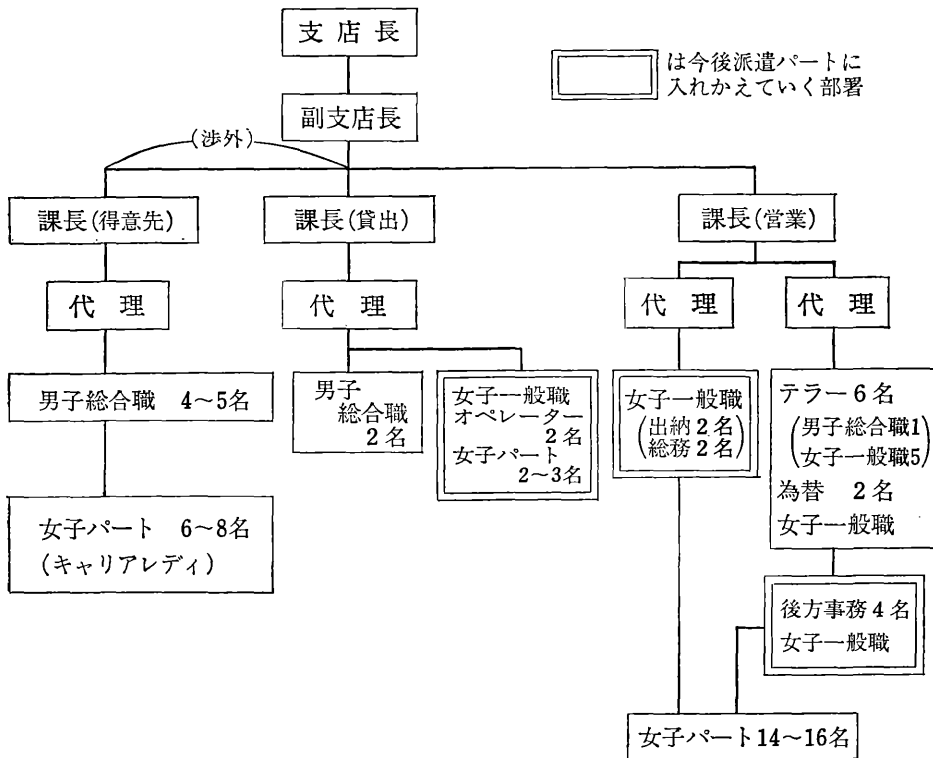 支店長
は今後派遣パートに
入れかえていく部署
副支店長
(渉外)
課長(得意先)
課長(貸出)
課長(営業)
代理
代理
代理
代理
男子総合職 4~5名
男子
総合職
2名
女子一般職
オペレーター
2名
女子パート
2~3名
女子一般職
(出納2名)
(総務2名)
テラー6名
(男子総合職1)
(女子一般職5)
為替 2名
女子一般職
女子パート 6~8名
(キャリアレディ)
後方事務4名
女子一般職
女子パート14~16名